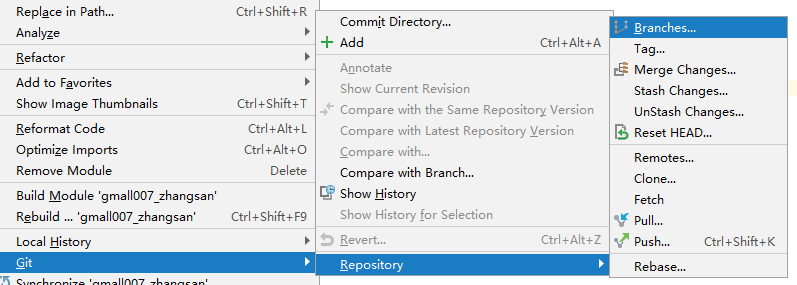 Replace in Path... Ctrl+Shift+R
Analyze
Refactor
Add to Favorites
Show Image Thumbnails Ctrl+Shift+T
Reformat Code Ctrl+Alt+L
Optimize Imports Ctrl+Alt+O
Remove Module Delete
Build Module 'gmall007_zhangsan'
Rebuild ... 'gmall007_zhangsan' Ctrl+Shift+F9
Local History
Git
Synchronize 'gmall007_zhangsan'
Commit Directory...
Add Ctrl+Alt+A
Annotate
Show Current Revision
Compare with the Same Repository Version
Compare with Latest Repository Version
Compare with...
Compare with Branch...
Show History
Show History for Selection
Revert... Ctrl+Alt+Z
Repository
Branches...
Tag...
Merge Changes...
Stash Changes...
UnStash Changes...
Reset HEAD...
Remotes...
Clone...
Fetch
Pull...
Push... Ctrl+Shift+K
Rebase...